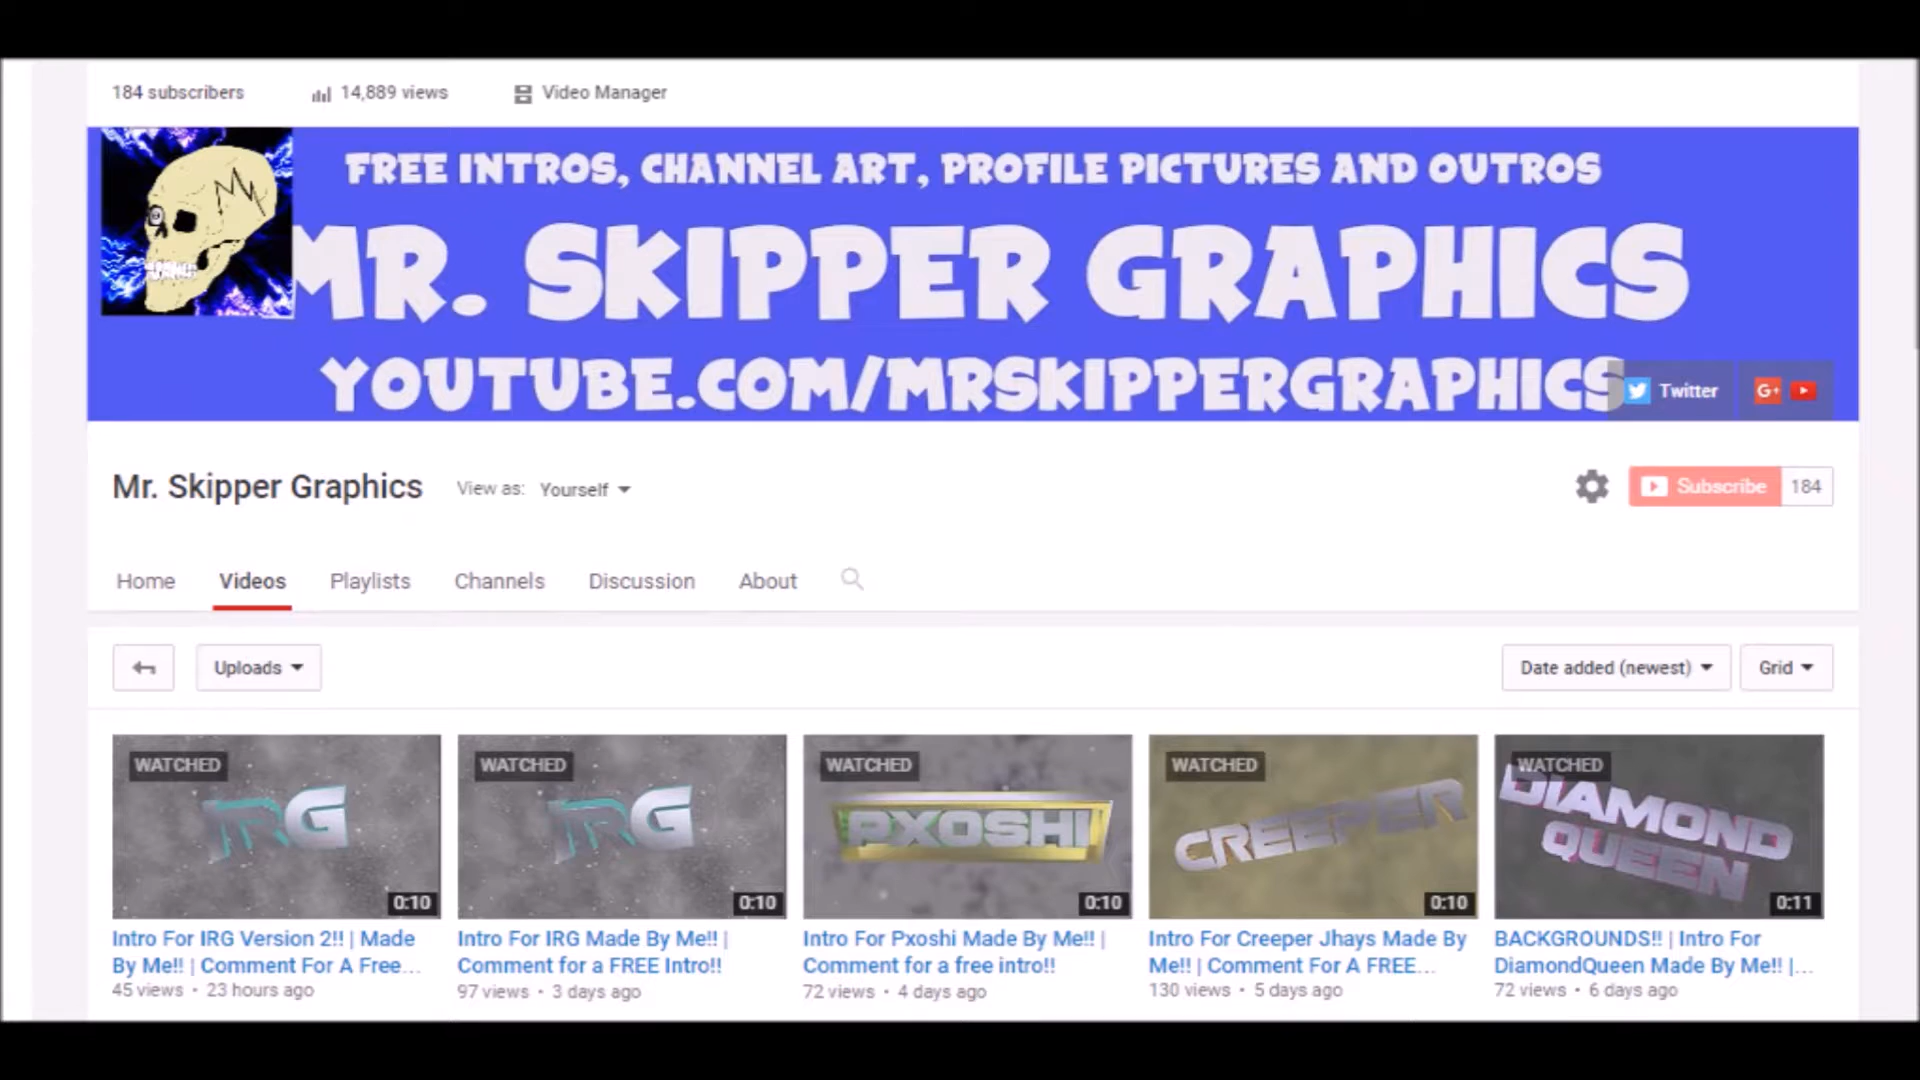 184 subscribers 14,889 views Video Manager
FREE INTROS, CHANNEL ART, PROFILE PICTURES AND OUTROS
MR. SKIPPER GRAPHICS
YOUTUBE.COM/MRSKIPPERGRAPHICS
Twitter G+
Mr. Skipper Graphics View as: Yourself Subscribe 184
Home Videos Playlists Channels Discussion About
Uploads Date added (newest) Grid
WATCHED WATCHED WATCHED WATCHED WATCHED
IRG IRG PXOSHI CREEPER DIAMOND
QUEEN
0:10 0:10 0:10 0:10 0:11
Intro For IRG Version 2!! | Made
By Me!! | Comment For A Free...
45 views • 23 hours ago
Intro For IRG Made By Me!! |
Comment for a FREE Intro!!
97 views • 3 days ago
Intro For Pxoshi Made By Me!! |
Comment for a free intro!!
72 views • 4 days ago
Intro For Creeper Jhays Made By
Me!! | Comment For A FREE...
130 views • 5 days ago
BACKGROUNDS!! | Intro For
DiamondQueen Made By Me!! |...
72 views • 6 days ago